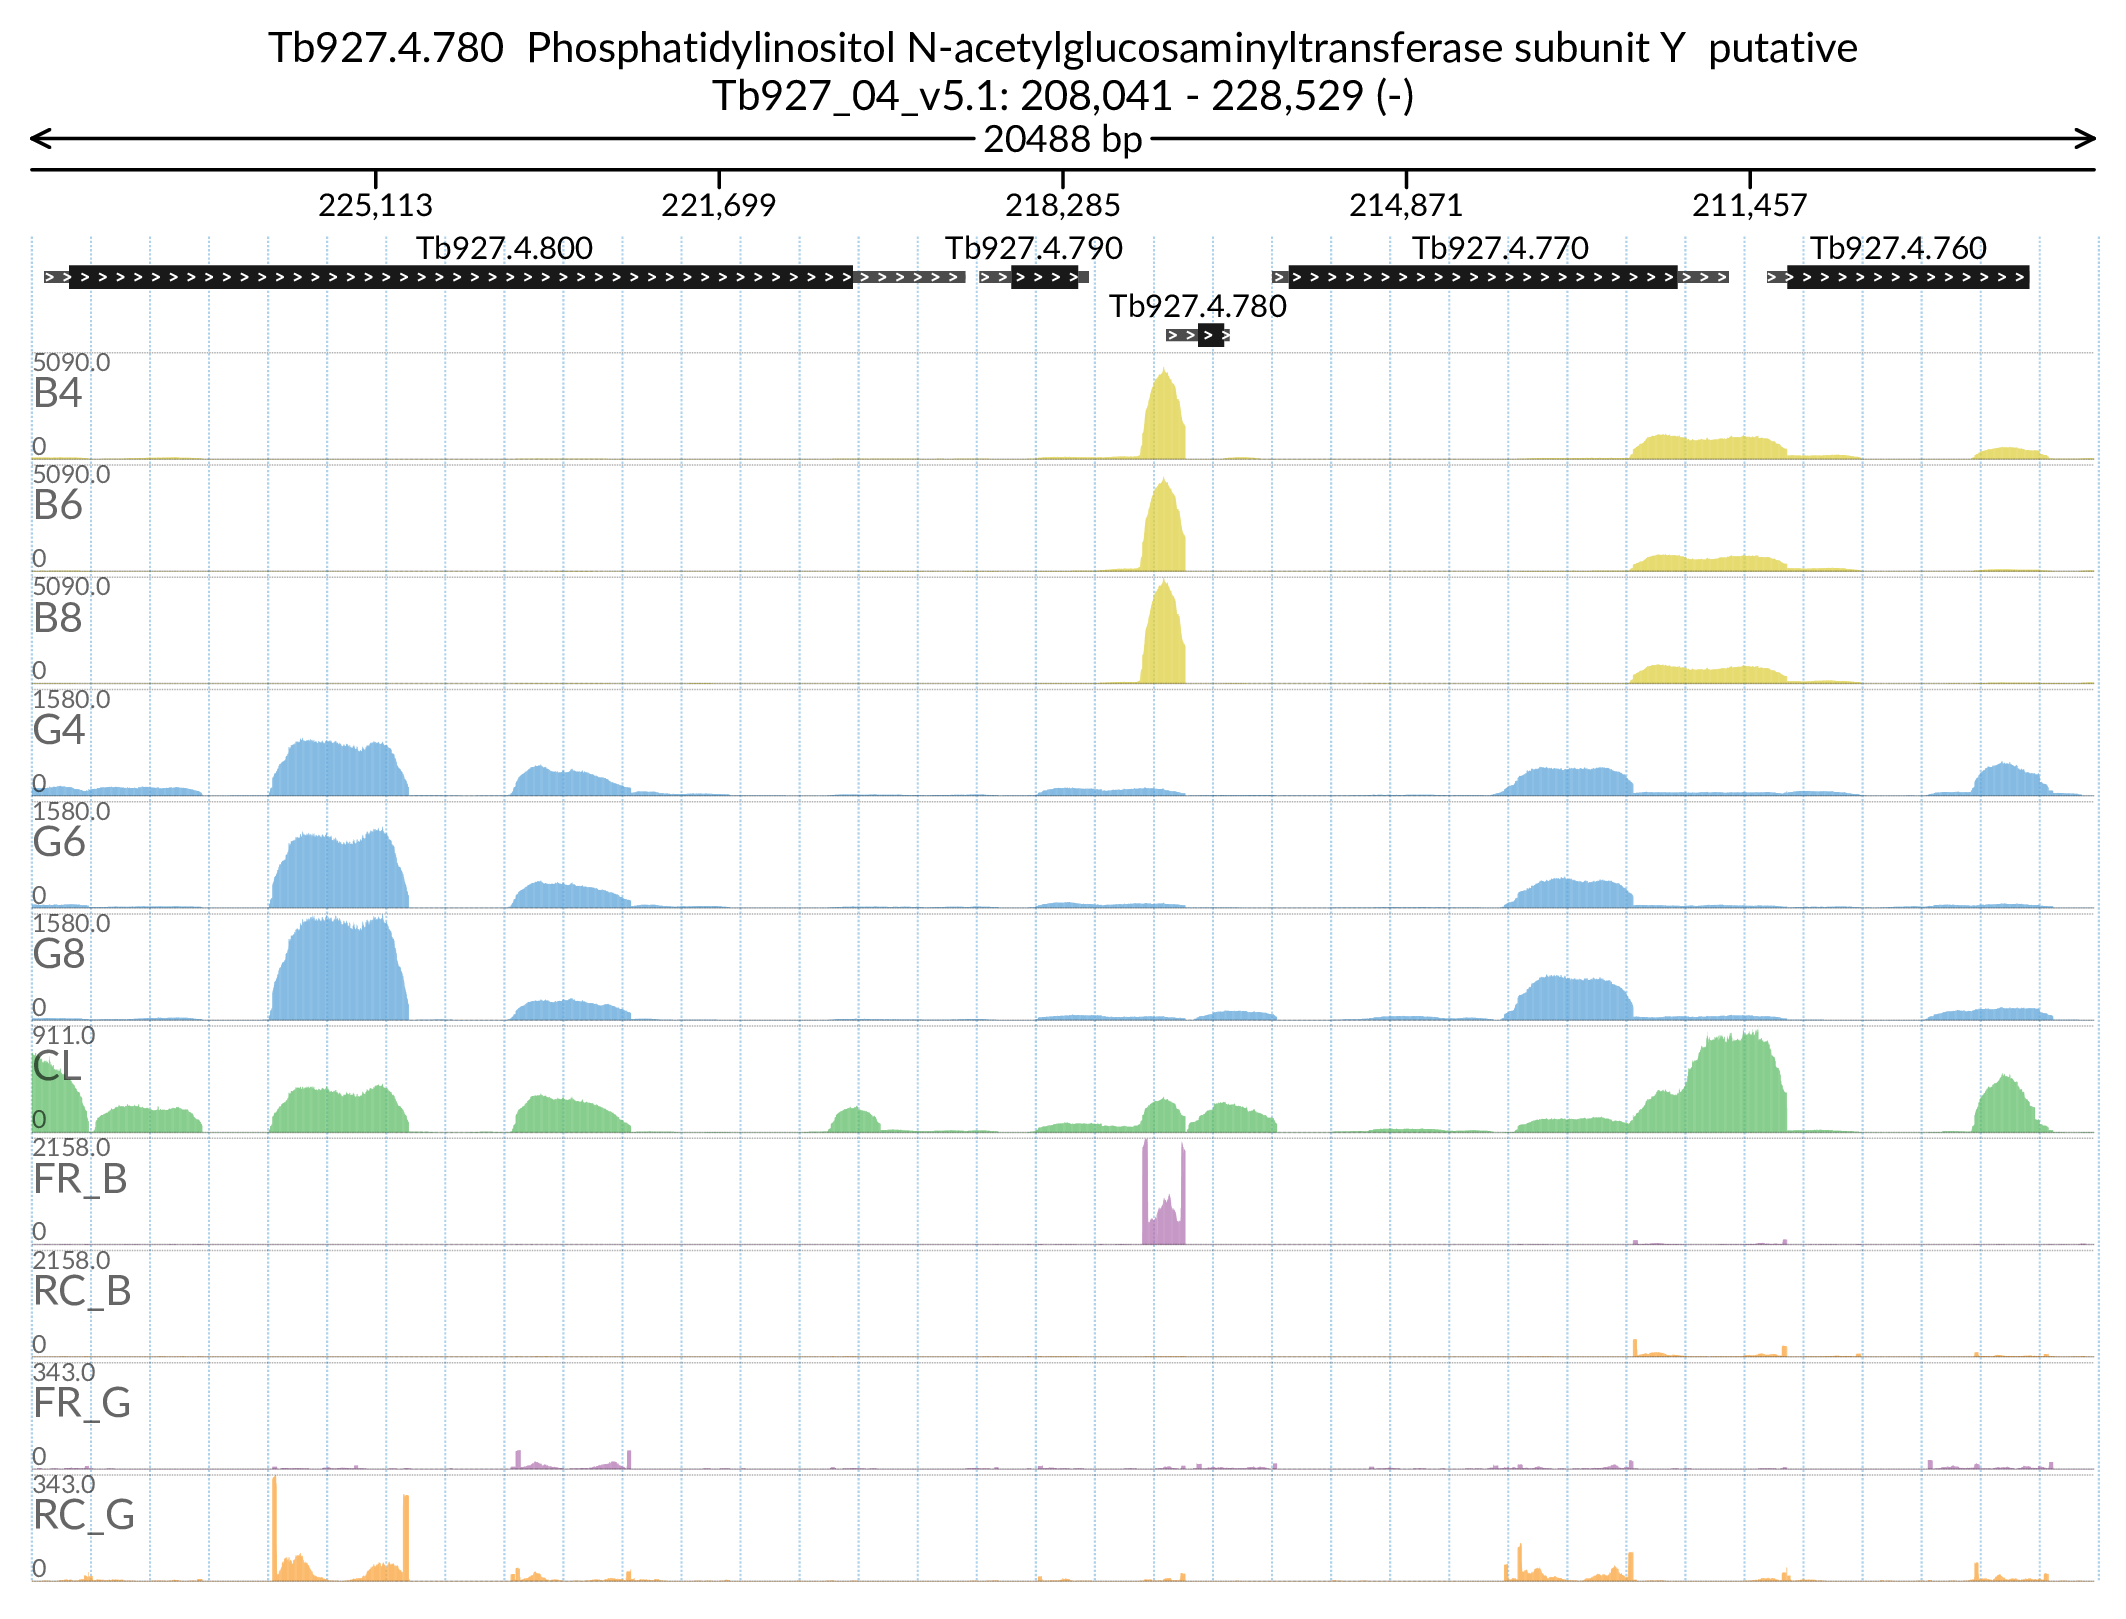 Tb927.4.780  Phosphatidylinositol N-acetylglucosaminyltransferase subunit Y  putative
Tb927_04_v5.1: 208,041 - 228,529 (-)
20488 bp
225,113 221,699 218,285 214,871 211,457
Tb927.4.800 Tb927.4.790 Tb927.4.770 Tb927.4.760
Tb927.4.780
5090.0
B4
0
5090.0
B6
0
5090.0
B8
0
1580.0
G4
0
1580.0
G6
0
1580.0
G8
0
911.0
CL
0
2158.0
FR_B
0
2158.0
RC_B
0
343.0
FR_G
0
343.0
RC_G
0